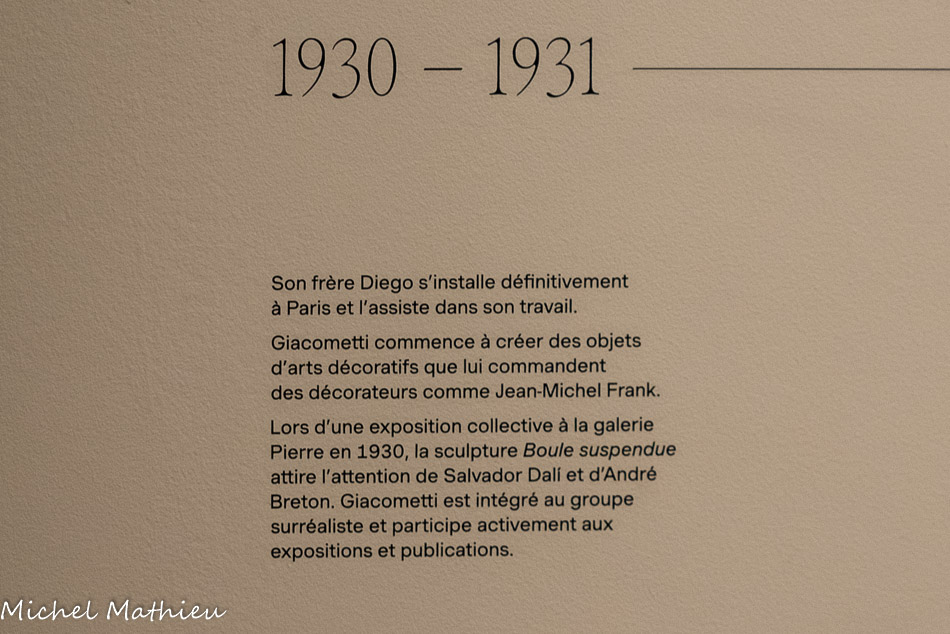 1930 – 1931
Son frère Diego s’installe définitivement
à Paris et l’assiste dans son travail.
Giacometti commence à créer des objets
d’arts décoratifs que lui commandent
des décorateurs comme Jean-Michel Frank.
Lors d’une exposition collective à la galerie
Pierre en 1930, la sculpture Boule suspendue
attire l’attention de Salvador Dalí et d’André
Breton. Giacometti est intégré au groupe
surréaliste et participe activement aux
expositions et publications.
Michel Mathieu